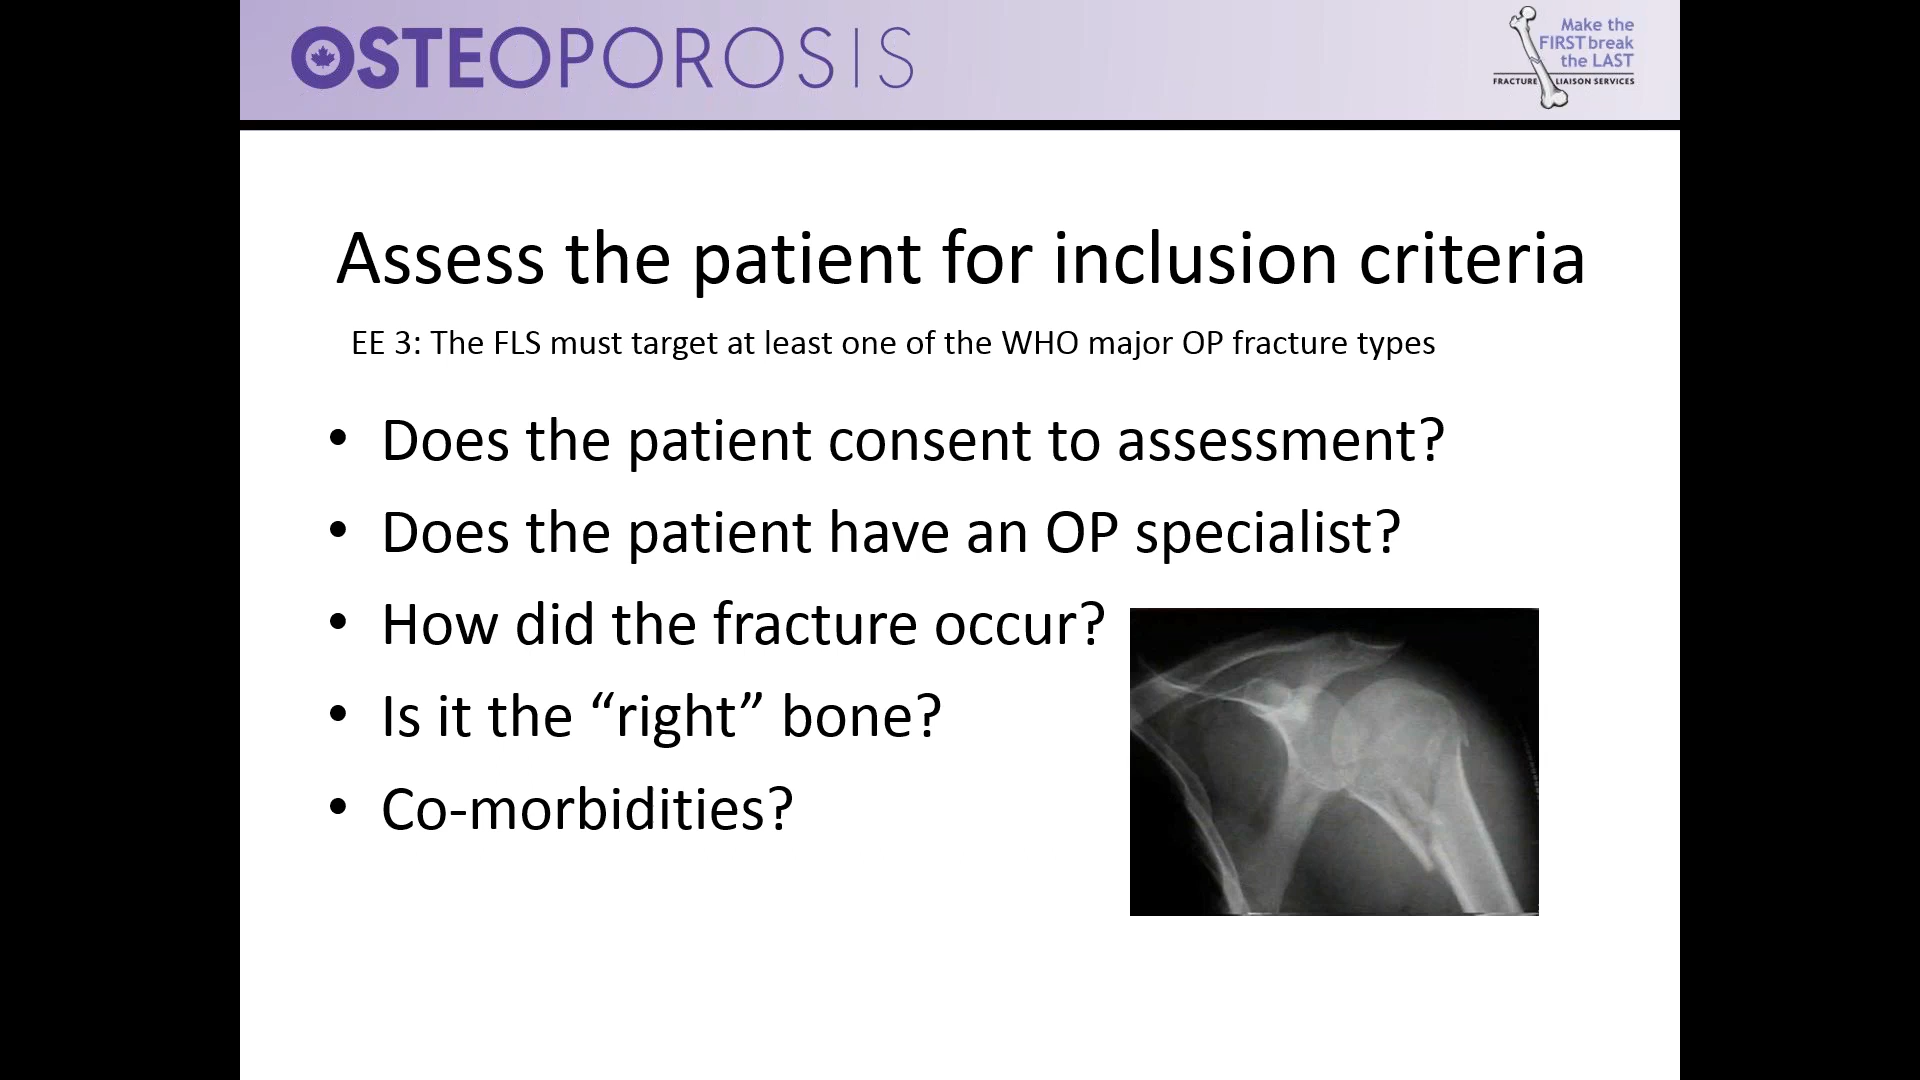 OSTEOPOROSIS
Make the
FIRST break
the LAST
FRACTURE LIAISON SERVICES
Assess the patient for inclusion criteria
EE 3: The FLS must target at least one of the WHO major OP fracture types
• Does the patient consent to assessment?
• Does the patient have an OP specialist?
• How did the fracture occur?
• Is it the “right” bone?
• Co-morbidities?